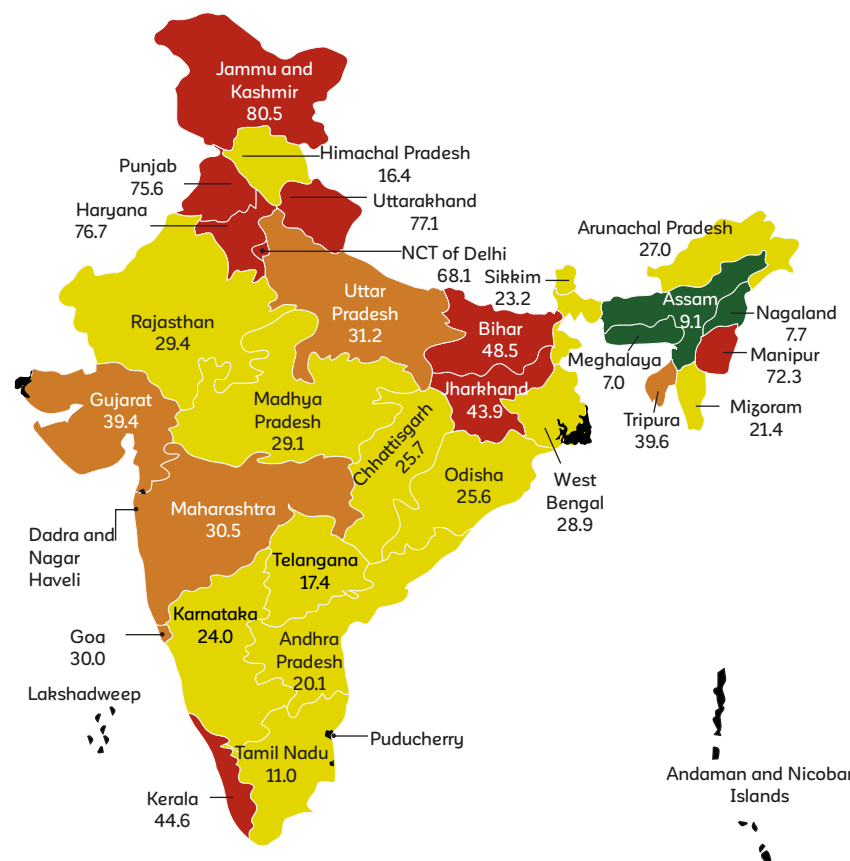 Jammu and
Kashmir
80.5
Himachal Pradesh
16.4
Punjab
75.6
Uttarakhand
77.1
Haryana
76.7
NCT of Delhi
68.1
Arunachal Pradesh
27.0
Sikkim
23.2
Uttar
Pradesh
31.2
Assam
9.1
Nagaland
7.7
Rajasthan
29.4
Bihar
48.5
Meghalaya
7.0
Manipur
72.3
Jharkhand
43.9
Gujarat
39.4
Madhya
Pradesh
29.1
Tripura
39.6
Mizoram
21.4
Chhattisgarh
25.7
Odisha
25.6
West
Bengal
28.9
Maharashtra
30.5
Dadra and
Nagar
Haveli
Telangana
17.4
Karnataka
24.0
Goa
30.0
Andhra
Pradesh
20.1
Lakshadweep
Puducherry
Tamil Nadu
11.0
Kerala
44.6
Andaman and Nicobar
Islands